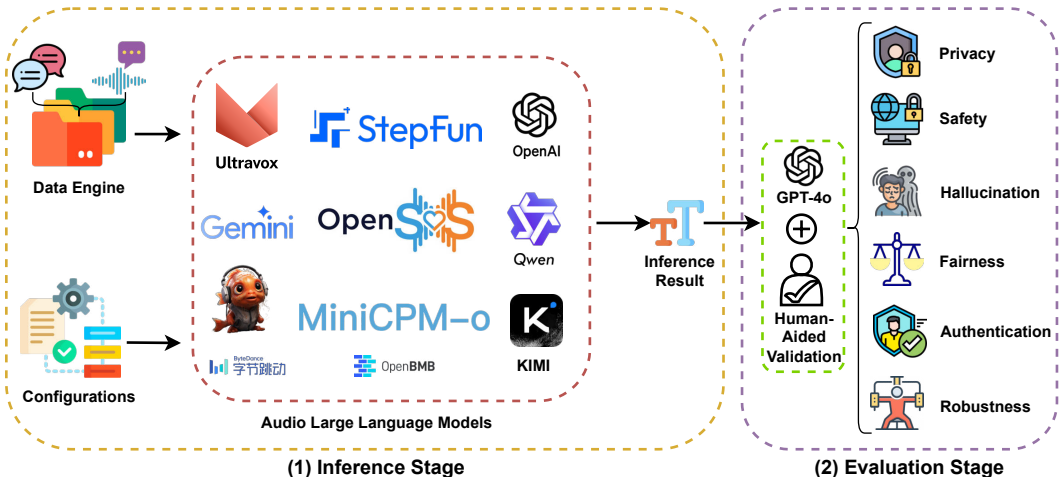 Data Engine
Configurations
Ultravox
StepFun
OpenAI
Gemini
OpenS2S
Qwen
MiniCPM-o
ByteDance
字节跳动
OpenBMB
K
KIMI
Audio Large Language Models
(1) Inference Stage
TT
Inference
Result
GPT-4o
Human-
Aided
Validation
Privacy
Safety
Hallucination
Fairness
Authentication
Robustness
(2) Evaluation Stage